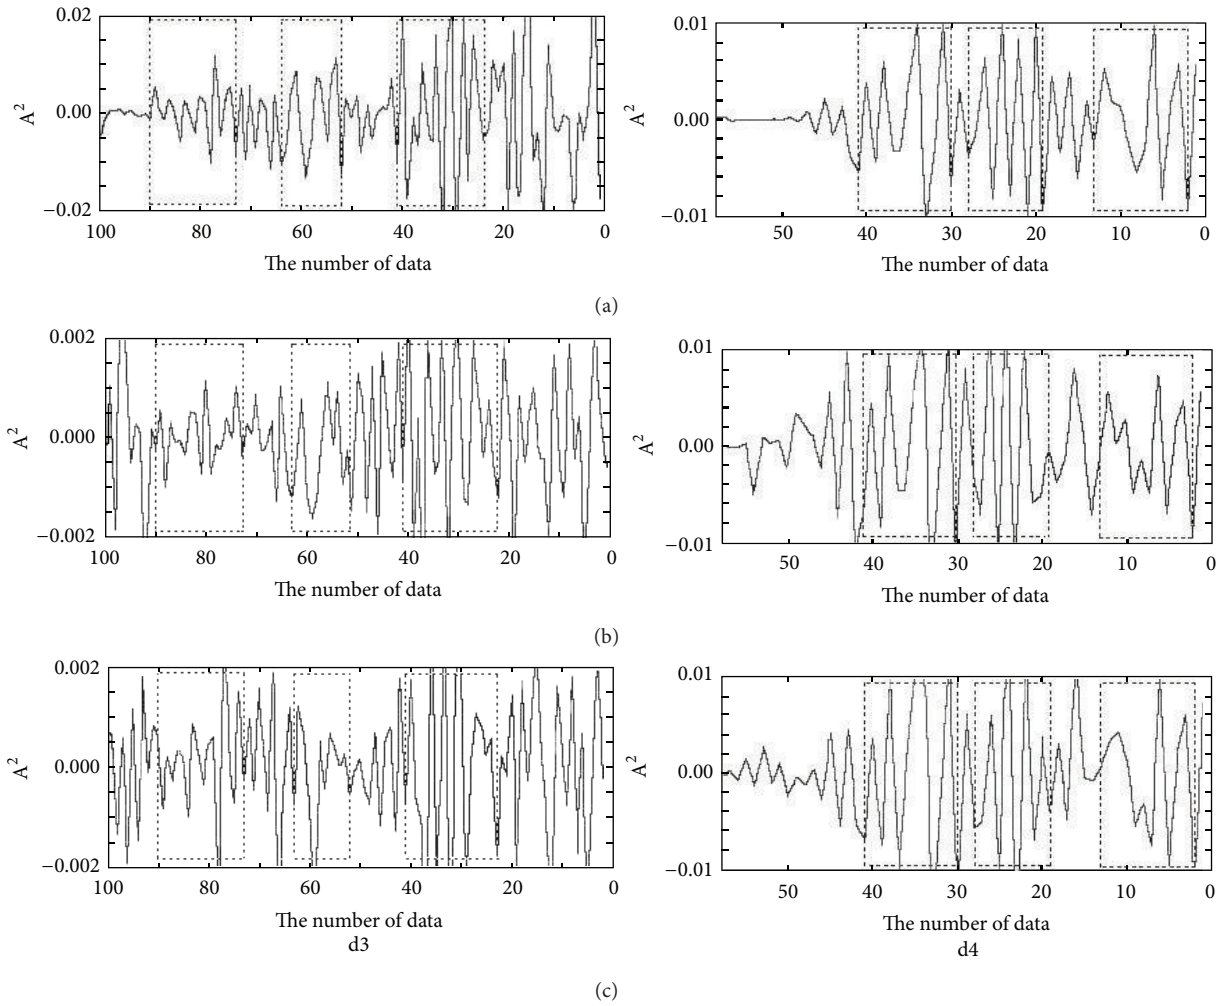 0.02
0.00
−0.02
A²
100 80 60 40 20 0
The number of data
0.01
0.00
−0.01
A²
50 40 30 20 10 0
The number of data
(a)
0.002
0.000
−0.002
A²
100 80 60 40 20 0
The number of data
0.01
0.00
−0.01
A²
50 40 30 20 10 0
The number of data
(b)
0.002
0.000
−0.002
A²
100 80 60 40 20 0
The number of data
d3
0.01
0.00
−0.01
A²
50 40 30 20 10 0
The number of data
d4
(c)